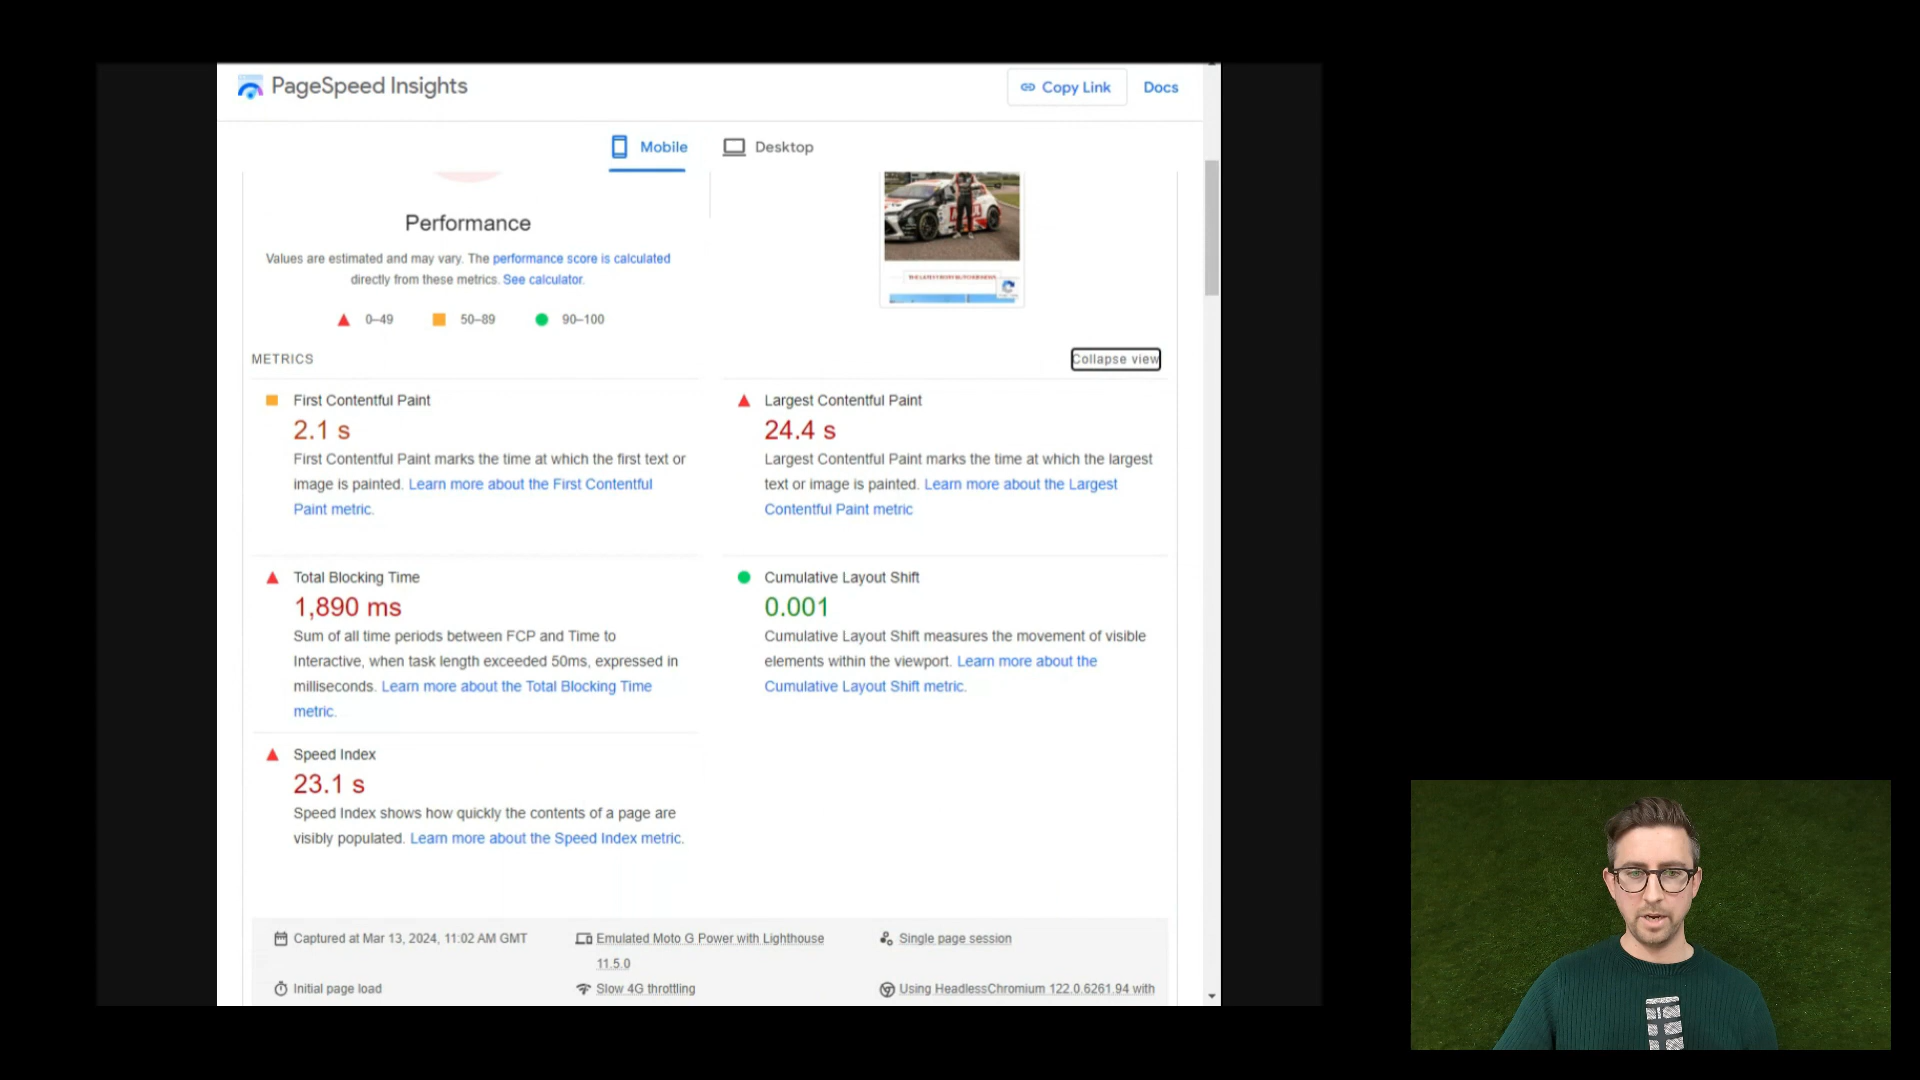 PageSpeed Insights
Copy Link
Docs
Mobile
Desktop
Performance
Values are estimated and may vary. The performance score is calculated
directly from these metrics. See calculator.
0–49
50–89
90–100
METRICS
Collapse view
First Contentful Paint
2.1 s
First Contentful Paint marks the time at which the first text or
image is painted. Learn more about the First Contentful
Paint metric.
Largest Contentful Paint
24.4 s
Largest Contentful Paint marks the time at which the largest
text or image is painted. Learn more about the Largest
Contentful Paint metric
Total Blocking Time
1,890 ms
Sum of all time periods between FCP and Time to
Interactive, when task length exceeded 50ms, expressed in
milliseconds. Learn more about the Total Blocking Time
metric.
Cumulative Layout Shift
0.001
Cumulative Layout Shift measures the movement of visible
elements within the viewport. Learn more about the
Cumulative Layout Shift metric.
Speed Index
23.1 s
Speed Index shows how quickly the contents of a page are
visibly populated. Learn more about the Speed Index metric.
Captured at Mar 13, 2024, 11:02 AM GMT
Emulated Moto G Power with Lighthouse
11.5.0
Single page session
Initial page load
Slow 4G throttling
Using HeadlessChromium 122.0.6261.94 with